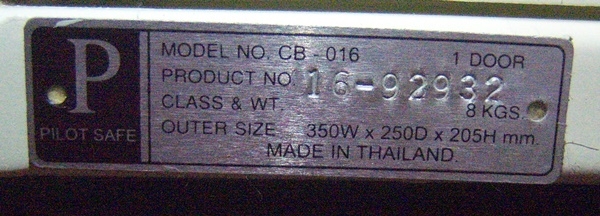 P
PILOT SAFE
MODEL NO. CB - 016 1 DOOR
PRODUCT NO 16-92932
CLASS & WT. 8 KGS
OUTER SIZE 350W x 250D x 205H mm.
MADE IN THAILAND.